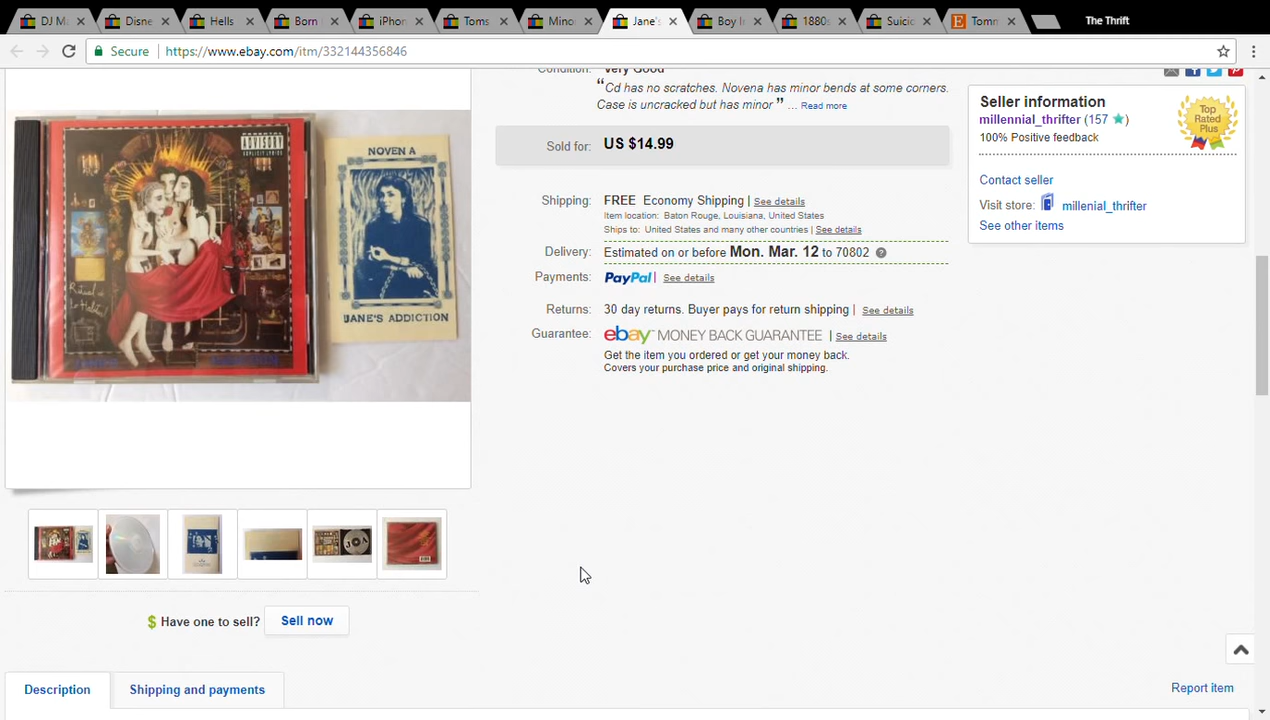 DJ M
Disne
Hells
Born
iPhon
Toms
Minor
Jane's
Boy I
1880s
Suicid
Tomm
The Thrift
Secure
https://www.ebay.com/itm/332144356846
Condition: Very Good
“Cd has no scratches. Novena has minor bends at some corners.
Case is uncracked but has minor ” ... Read more
Sold for: US $14.99
Shipping: FREE Economy Shipping | See details
Item location: Baton Rouge, Louisiana, United States
Ships to: United States and many other countries | See details
Delivery: Estimated on or before Mon. Mar. 12 to 70802 ?
Payments: PayPal | See details
Returns: 30 day returns. Buyer pays for return shipping | See details
Guarantee: ebay MONEY BACK GUARANTEE | See details
Get the item you ordered or get your money back.
Covers your purchase price and original shipping.
Seller information
millennial_thrifter (157 )
100% Positive feedback
Top
Rated
Plus
Contact seller
Visit store: millenial_thrifter
See other items
ADVISORY
EXPLICIT LYRICS
Ritual de
lo Habitual
NOVENA
JANE'S ADDICTION
$ Have one to sell? Sell now
Description
Shipping and payments
Report item